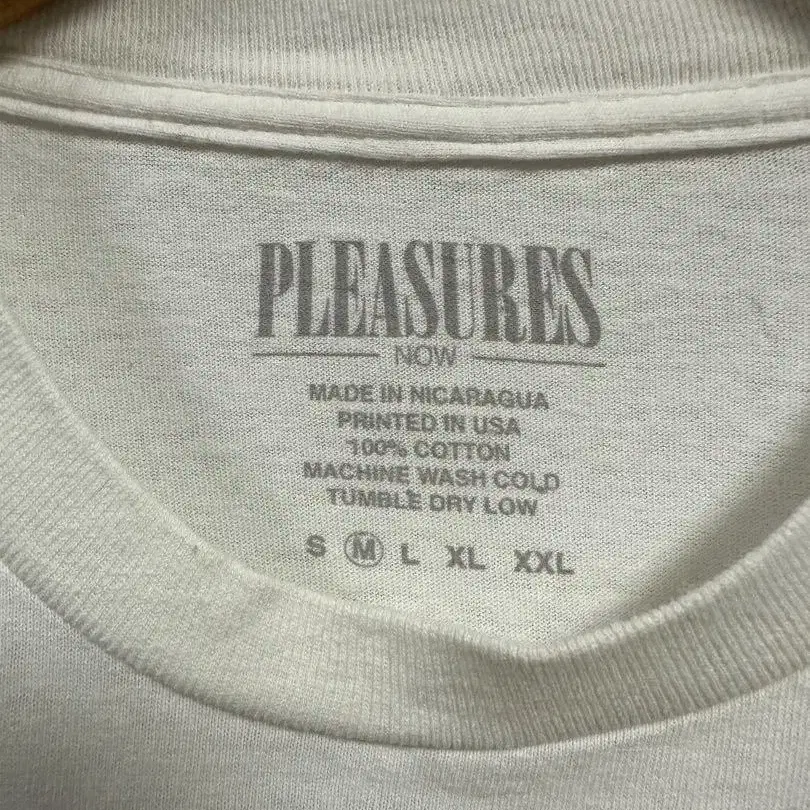 PLEASURES
NOW
MADE IN NICARAGUA
PRINTED IN USA
100% COTTON
MACHINE WASH COLD
TUMBLE DRY LOW
S M L XL XXL